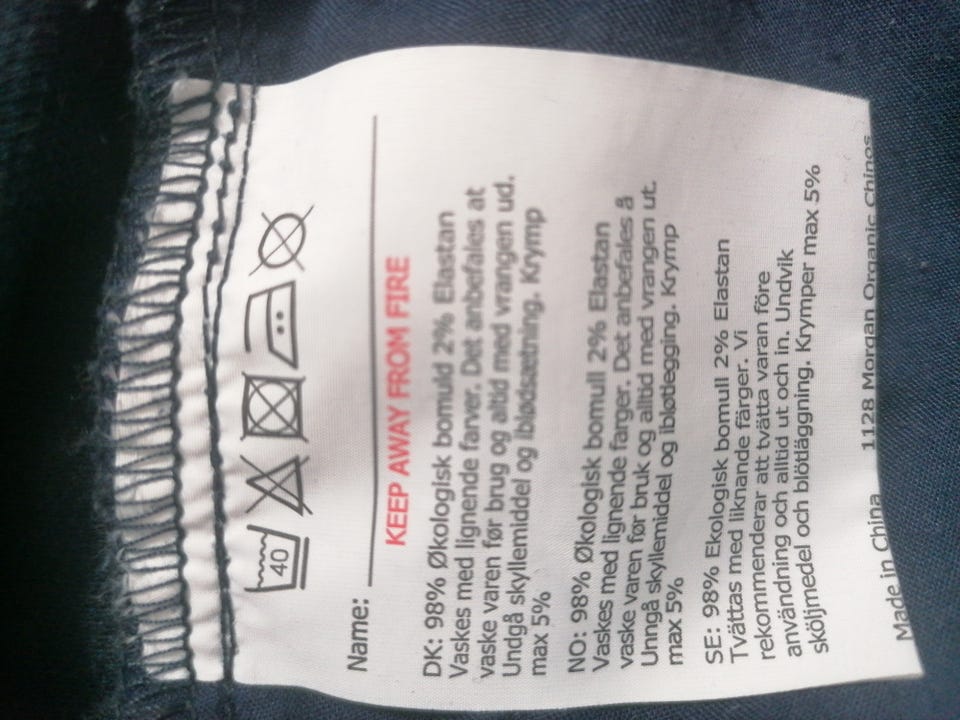 40
Name:
KEEP AWAY FROM FIRE
DK: 98% Økologisk bomuld 2% Elastan
Vaskes med lignende farver. Det anbefales at
vaske varen før brug og altid med vrangen ud.
Undgå skyllemiddel og iblødsætning. Krymp
max 5%
NO: 98% Økologisk bomull 2% Elastan
Vaskes med lignende farger. Det anbefales å
vaske varen før bruk og alltid med vrangen ut.
Unngå skyllemiddel og ibløtlegging. Krymp
max 5%
SE: 98% Ekologisk bomull 2% Elastan
Tvättas med liknande färger. Vi
rekommenderar att tvätta varan före
användning och alltid ut och in. Undvik
sköljmedel och blötläggning. Krymper max 5%
Made in China 1128 Morgan Organic Chinos